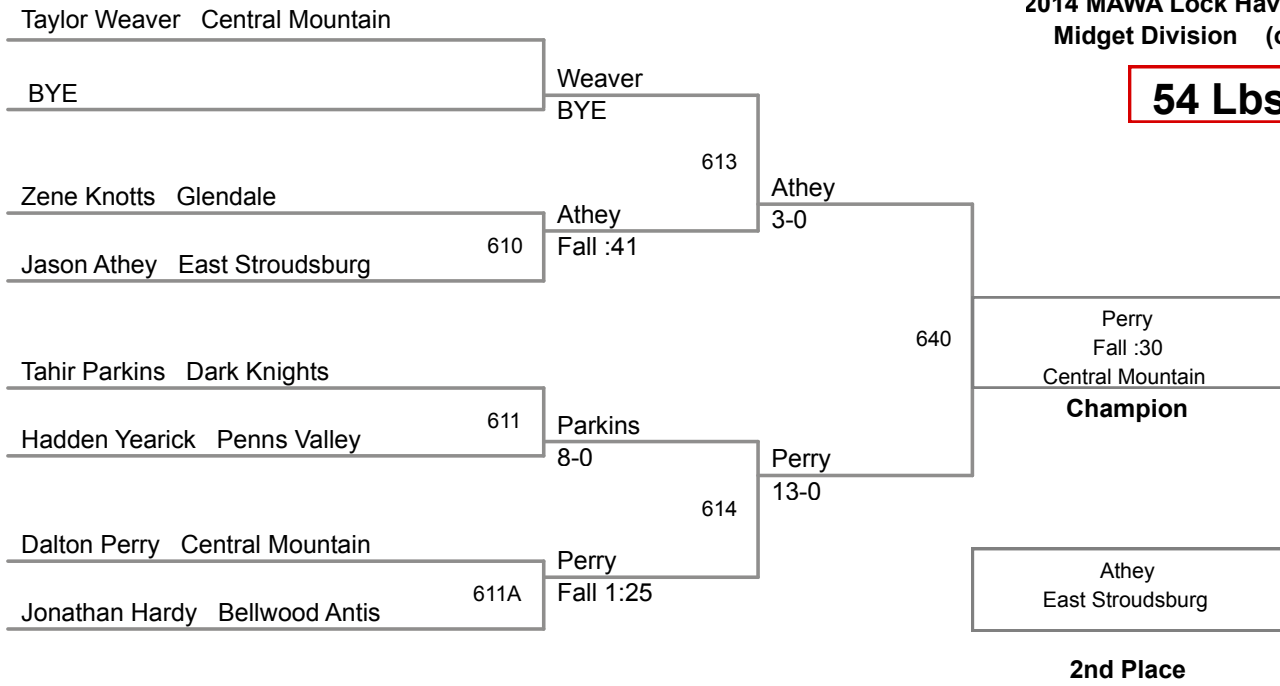 2014 MAWA Lock Hav
Midget Division (
54 Lbs
Taylor Weaver Central Mountain
BYE
Weaver
BYE
613
Zene Knotts Glendale
Jason Athey East Stroudsburg
610
Athey
Fall :41
Athey
3-0
640
Tahir Parkins Dark Knights
Hadden Yearick Penns Valley
611
Parkins
8-0
614
Dalton Perry Central Mountain
Jonathan Hardy Bellwood Antis
611A
Perry
Fall 1:25
Perry
13-0
Perry
Fall :30
Central Mountain
Champion
Athey
East Stroudsburg
2nd Place